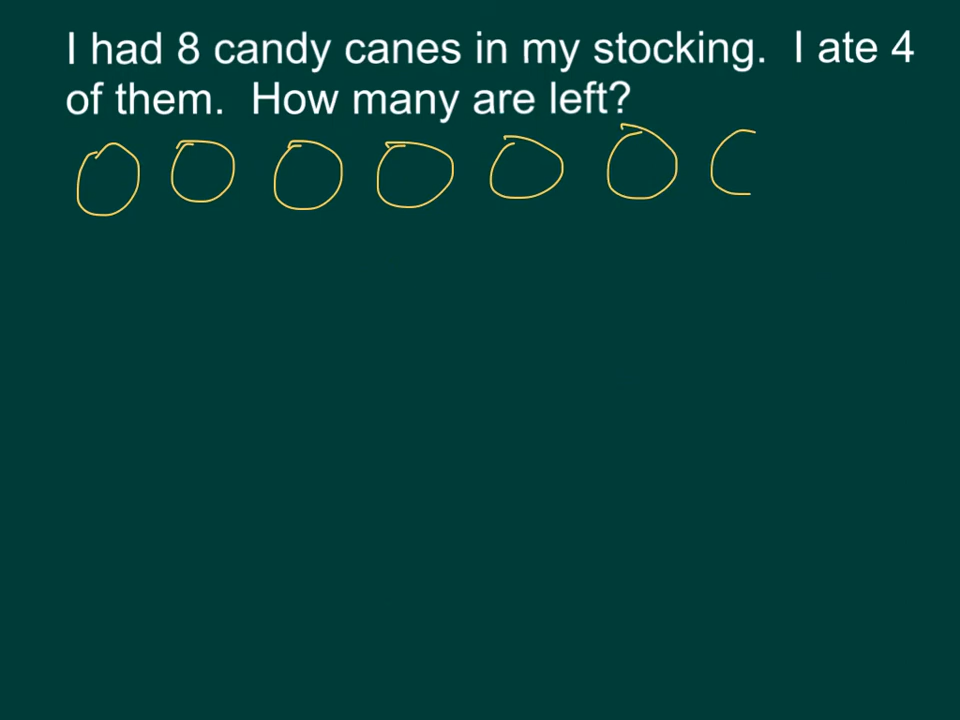 I had 8 candy canes in my stocking. I ate 4
of them. How many are left?